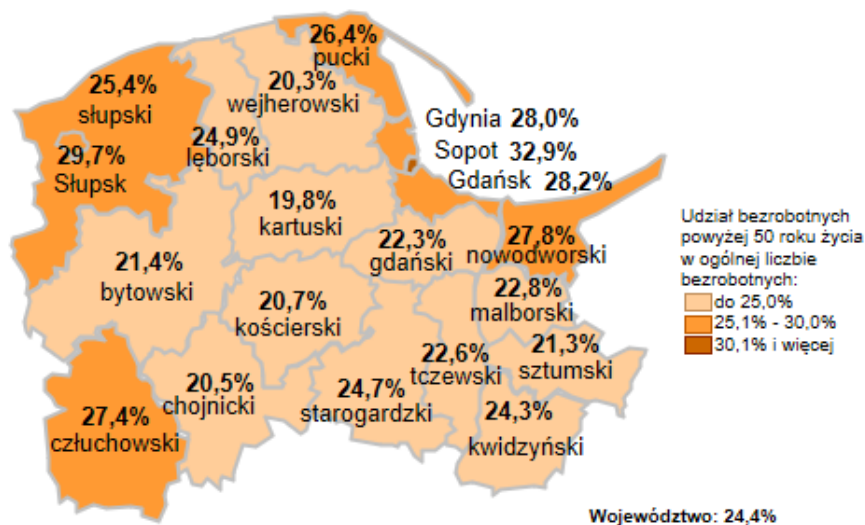 26,4%
pucki
25,4%
słupski
20,3%
wejherowski
Gdynia 28,0%
24,9%
lęborski
Sopot 32,9%
29,7%
Słupsk
Gdańsk 28,2%
19,8%
kartuski
22,3%
gdański
27,8%
nowodworski
Udział bezrobotnych
powyżej 50 roku życia
w ogólnej liczbie
bezrobotnych:
do 25,0%
25,1% - 30,0%
30,1% i więcej
21,4%
bytowski
20,7%
kościerski
22,8%
malborski
22,6%
tczewski
21,3%
sztumski
20,5%
chojnicki
24,7%
starogardzki
27,4%
człuchowski
24,3%
kwidzyński
Województwo: 24,4%